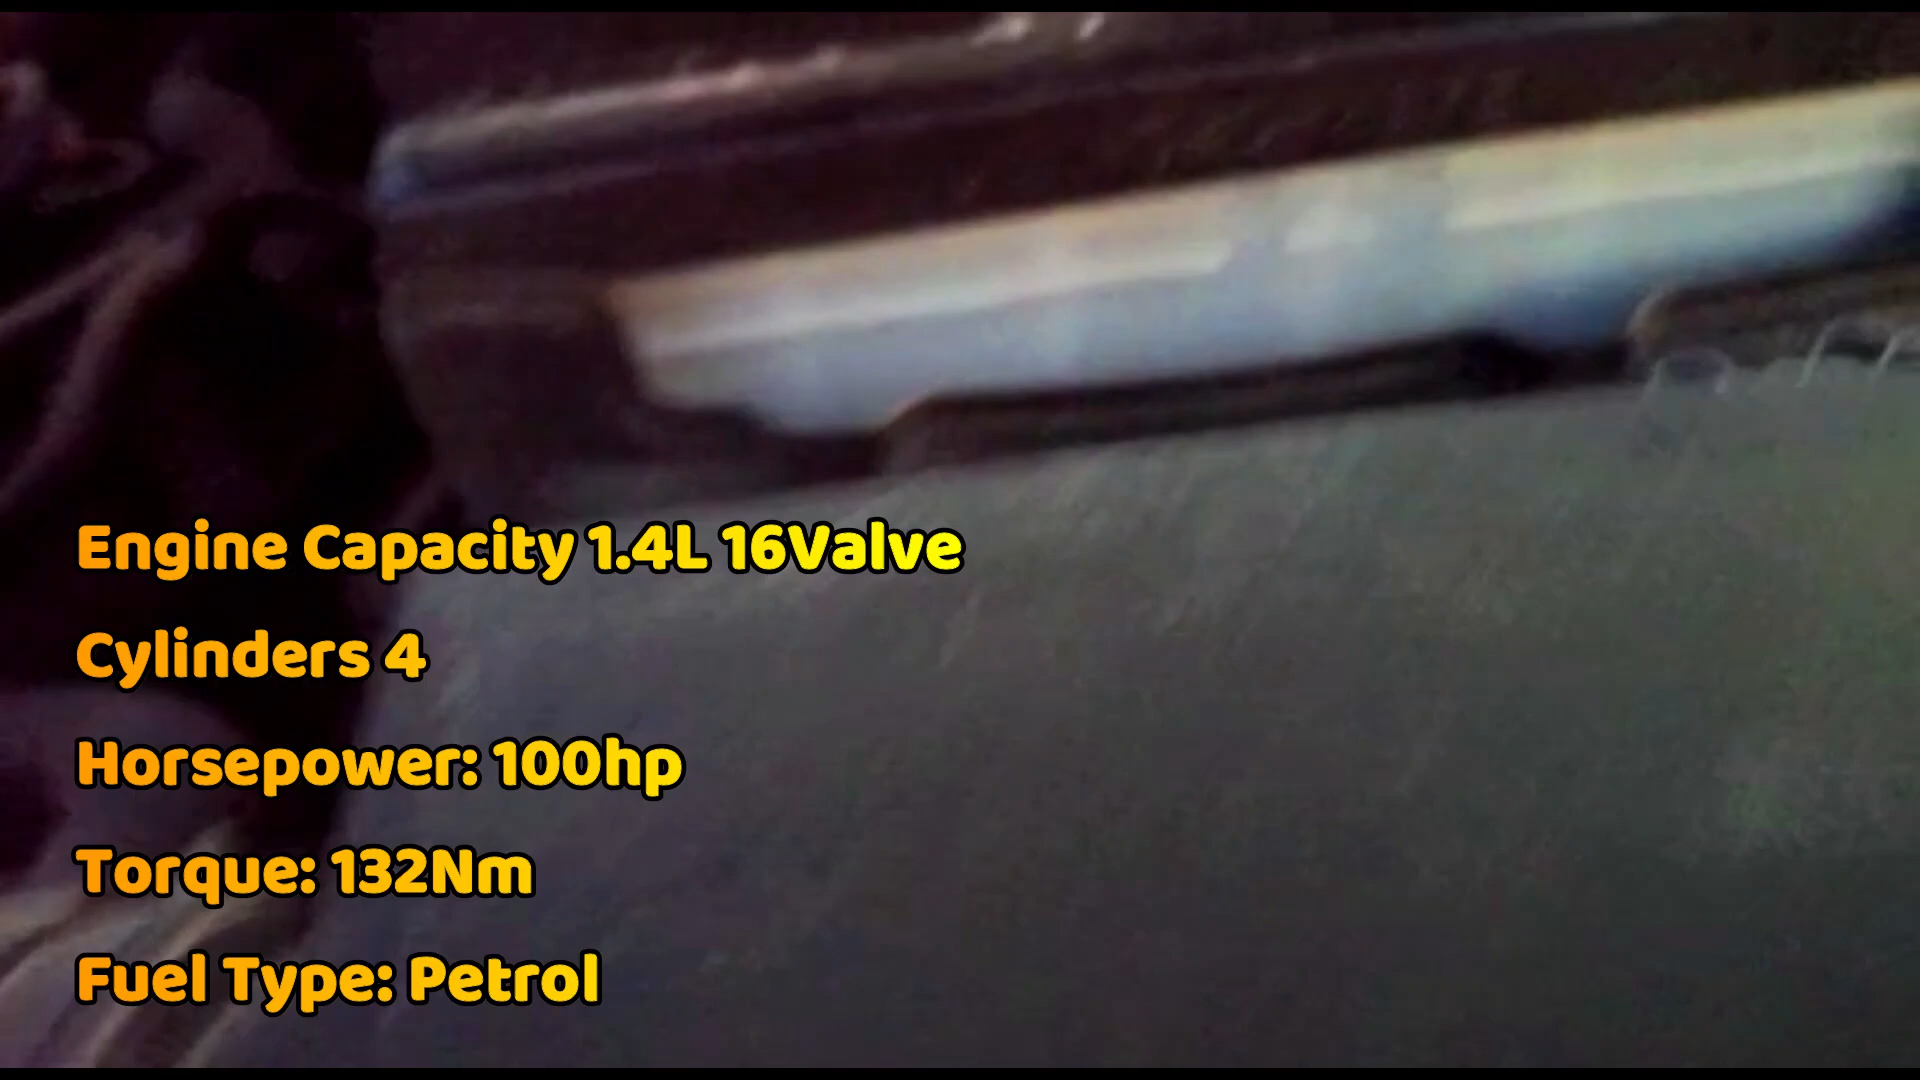 Engine Capacity 1.4L 16Valve
Cylinders 4
Horsepower: 100hp
Torque: 132Nm
Fuel Type: Petrol